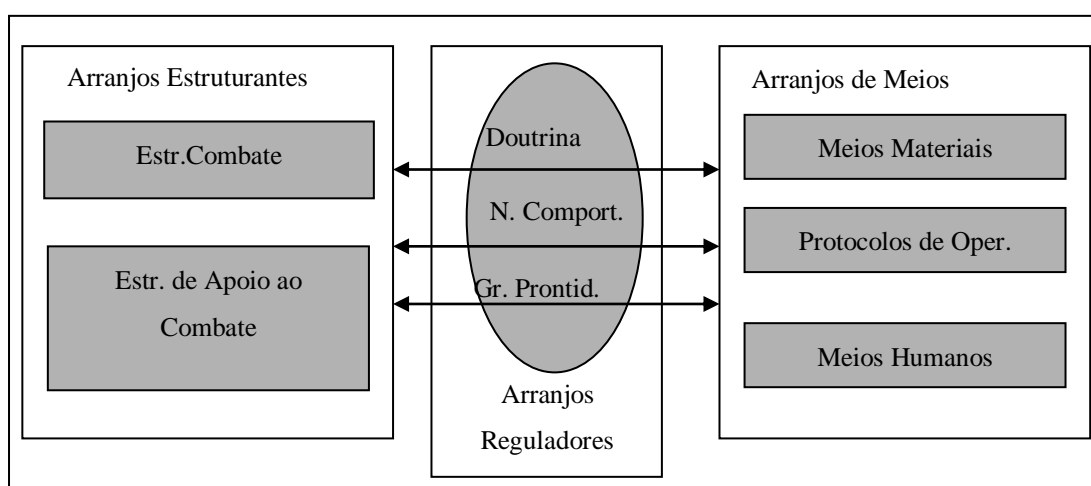 Arranjos Estruturantes
Estr.Combate
Estr. de Apoio ao
Combate
Doutrina
N. Comport.
Gr. Prontid.
Arranjos
Reguladores
Arranjos de Meios
Meios Materiais
Protocolos de Oper.
Meios Humanos